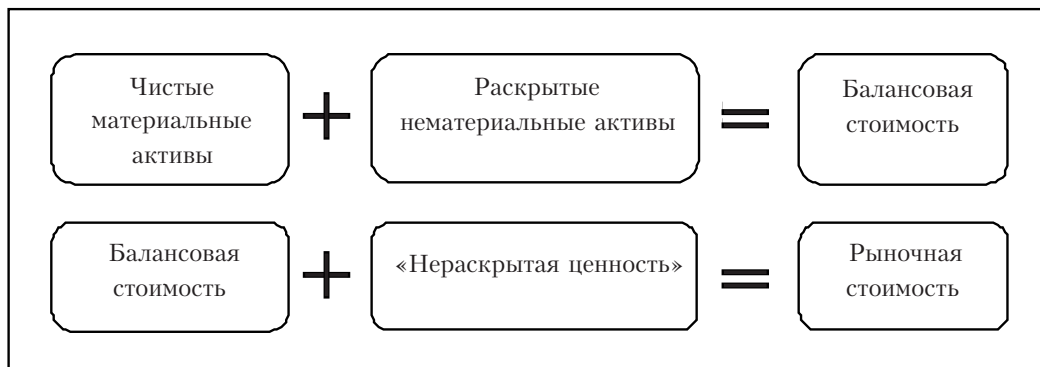 Чистые
материальные
активы
+
Раскрытые
нематериальные активы
=
Балансовая
стоимость
Балансовая
стоимость
+
«Нераскрытая ценность»
=
Рыночная
стоимость